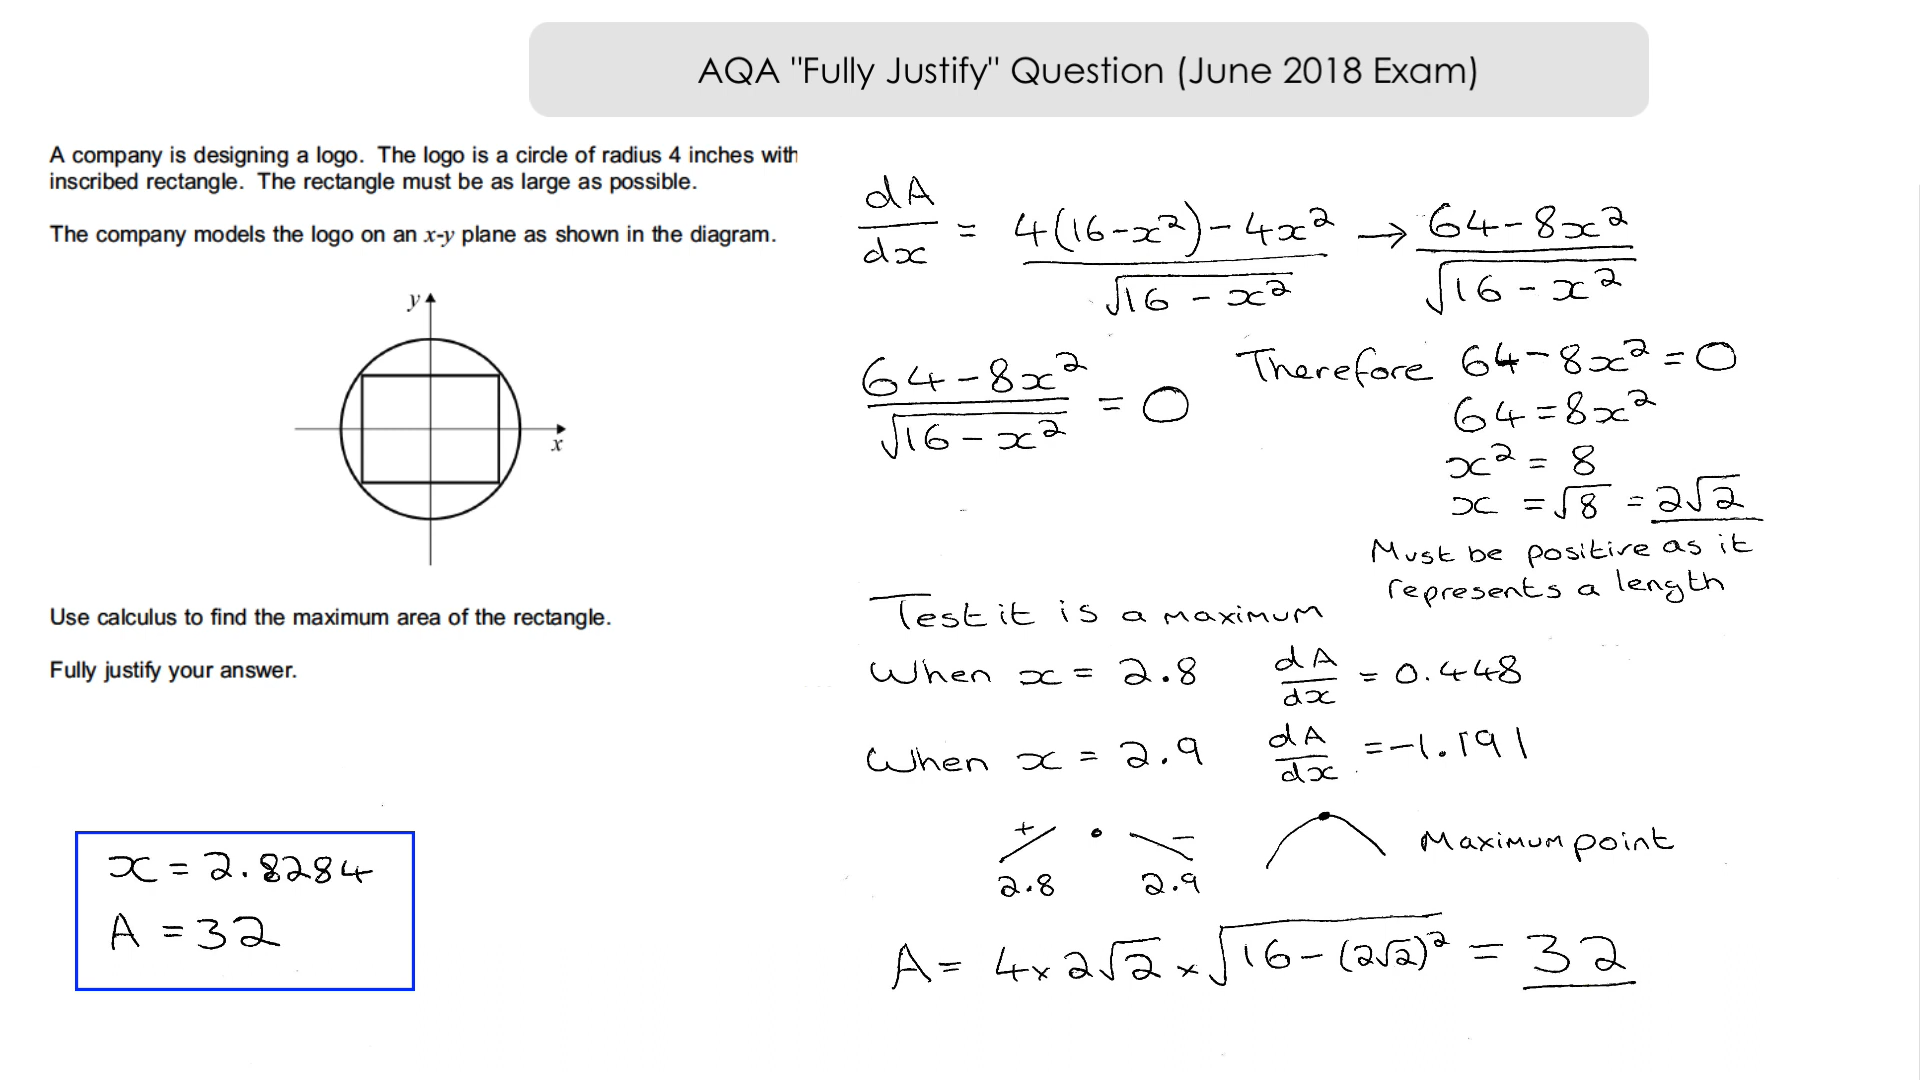 AQA "Fully Justify" Question (June 2018 Exam)
A company is designing a logo. The logo is a circle of radius 4 inches with
inscribed rectangle. The rectangle must be as large as possible.
The company models the logo on an x-y plane as shown in the diagram.
y
x
Use calculus to find the maximum area of the rectangle.
Fully justify your answer.
x = 2.8284
A = 32
dA/dx = (4(16-x²)-4x²)/√(16-x²) → (64-8x²)/√(16-x²)
(64-8x²)/√(16-x²) = 0
Therefore 64-8x² = 0
64 = 8x²
x² = 8
x = √8 = 2√2
Must be positive as it
represents a length
Test it is a maximum
When x = 2.8 dA/dx = 0.448
When x = 2.9 dA/dx = -1.191
+ -
2.8 2.9
Maximum point
A = 4×2√2×√(16-(2√2)²) = 32